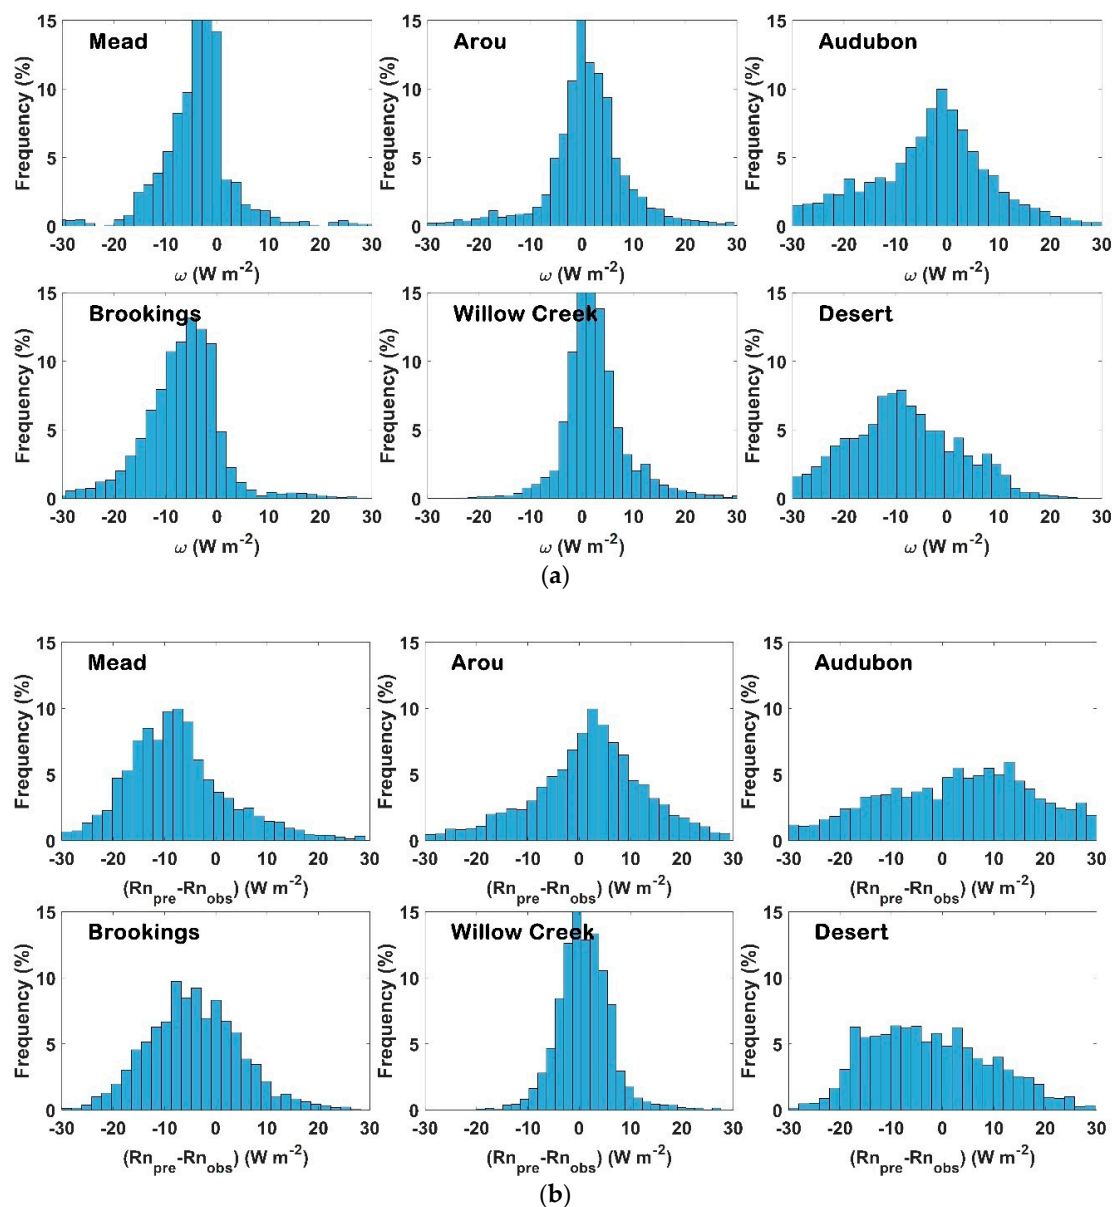 Mead
Frequency (%)
15
10
5
0
-30 -20 -10 0 10 20 30
ω (W m-2)
Arou
Frequency (%)
15
10
5
0
-30 -20 -10 0 10 20 30
ω (W m-2)
Audubon
Frequency (%)
15
10
5
0
-30 -20 -10 0 10 20 30
ω (W m-2)
Brookings
Frequency (%)
15
10
5
0
-30 -20 -10 0 10 20 30
ω (W m-2)
Willow Creek
Frequency (%)
15
10
5
0
-30 -20 -10 0 10 20 30
ω (W m-2)
Desert
Frequency (%)
15
10
5
0
-30 -20 -10 0 10 20 30
ω (W m-2)
(a)
Mead
Frequency (%)
15
10
5
0
-30 -20 -10 0 10 20 30
(Rnpre-Rnobs) (W m-2)
Arou
Frequency (%)
15
10
5
0
-30 -20 -10 0 10 20 30
(Rnpre-Rnobs) (W m-2)
Audubon
Frequency (%)
15
10
5
0
-30 -20 -10 0 10 20 30
(Rnpre-Rnobs) (W m-2)
Brookings
Frequency (%)
15
10
5
0
-30 -20 -10 0 10 20 30
(Rnpre-Rnobs) (W m-2)
Willow Creek
Frequency (%)
15
10
5
0
-30 -20 -10 0 10 20 30
(Rnpre-Rnobs) (W m-2)
Desert
Frequency (%)
15
10
5
0
-30 -20 -10 0 10 20 30
(Rnpre-Rnobs) (W m-2)
(b)